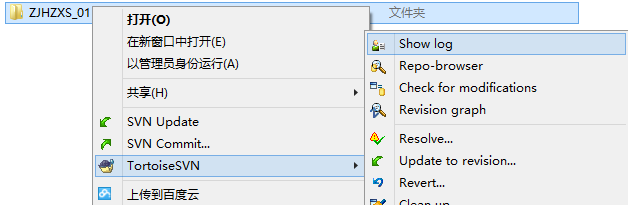 ZJHZXS_01
文件夹
打开(O)
在新窗口中打开(E)
以管理员身份运行(A)
共享(H)
SVN Update
SVN Commit...
TortoiseSVN
上传到百度云
Show log
Repo-browser
Check for modifications
Revision graph
Resolve...
Update to revision...
Revert...
Clean up